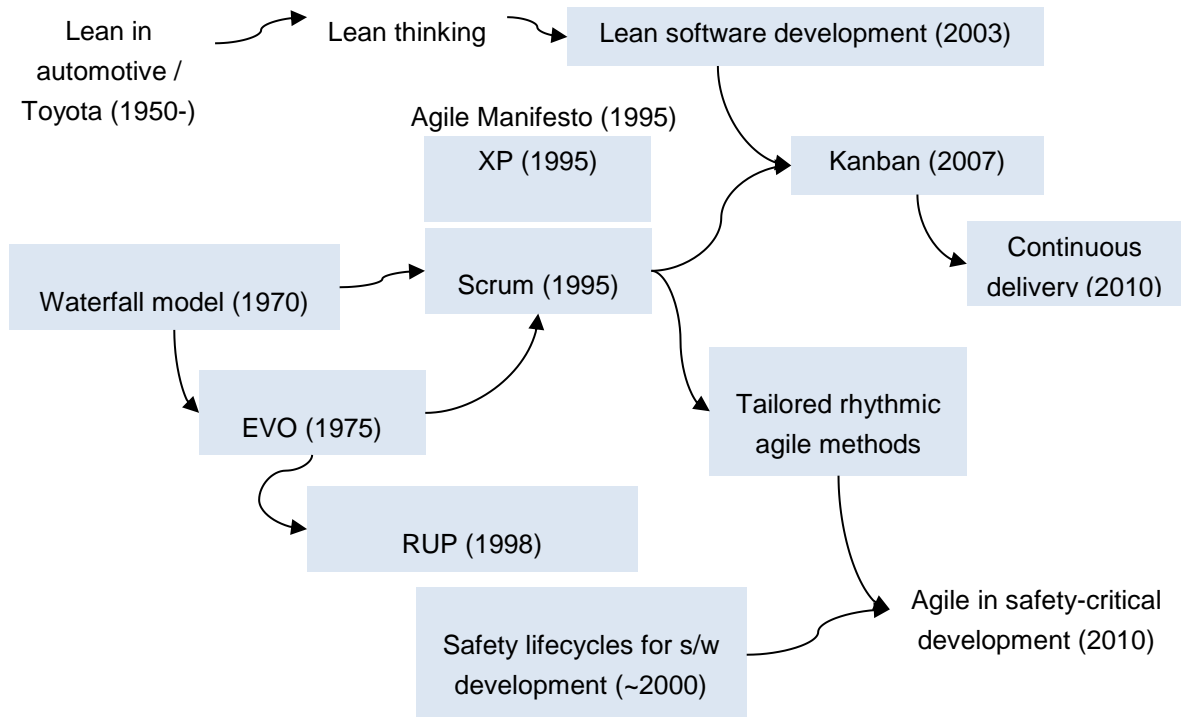 Lean in
automotive /
Toyota (1950-)
Lean thinking
Lean software development (2003)
Agile Manifesto (1995)
XP (1995)
Kanban (2007)
Continuous
delivery (2010)
Waterfall model (1970)
Scrum (1995)
EVO (1975)
Tailored rhythmic
agile methods
RUP (1998)
Safety lifecycles for s/w
development (~2000)
Agile in safety-critical
development (2010)